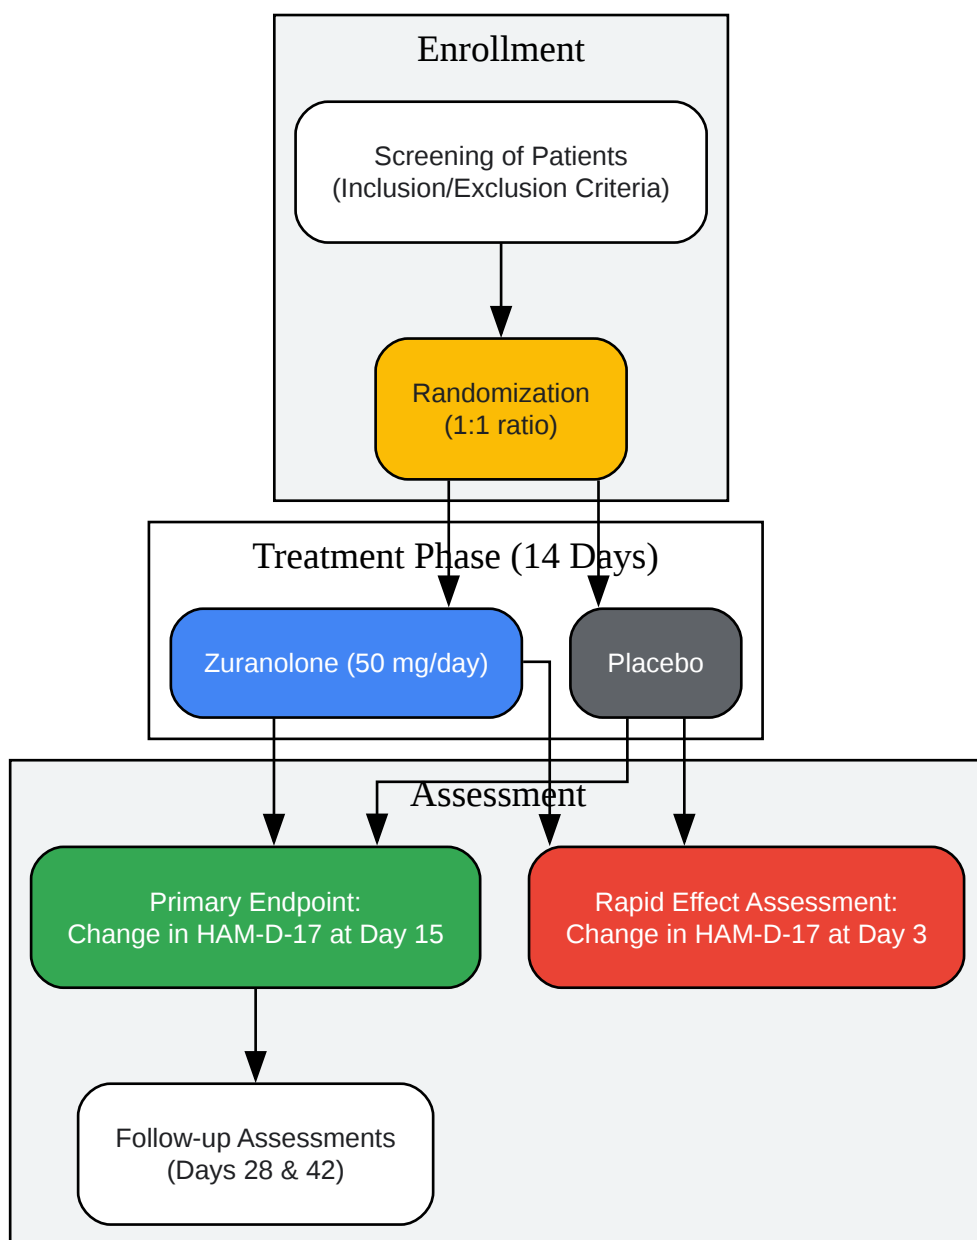 Enrollment
Screening of Patients
(Inclusion/Exclusion Criteria)
Randomization
(1:1 ratio)
Treatment Phase (14 Days)
Zuranolone (50 mg/day)
Placebo
Assessment
Primary Endpoint:
Change in HAM-D-17 at Day 15
Rapid Effect Assessment:
Change in HAM-D-17 at Day 3
Follow-up Assessments
(Days 28 & 42)